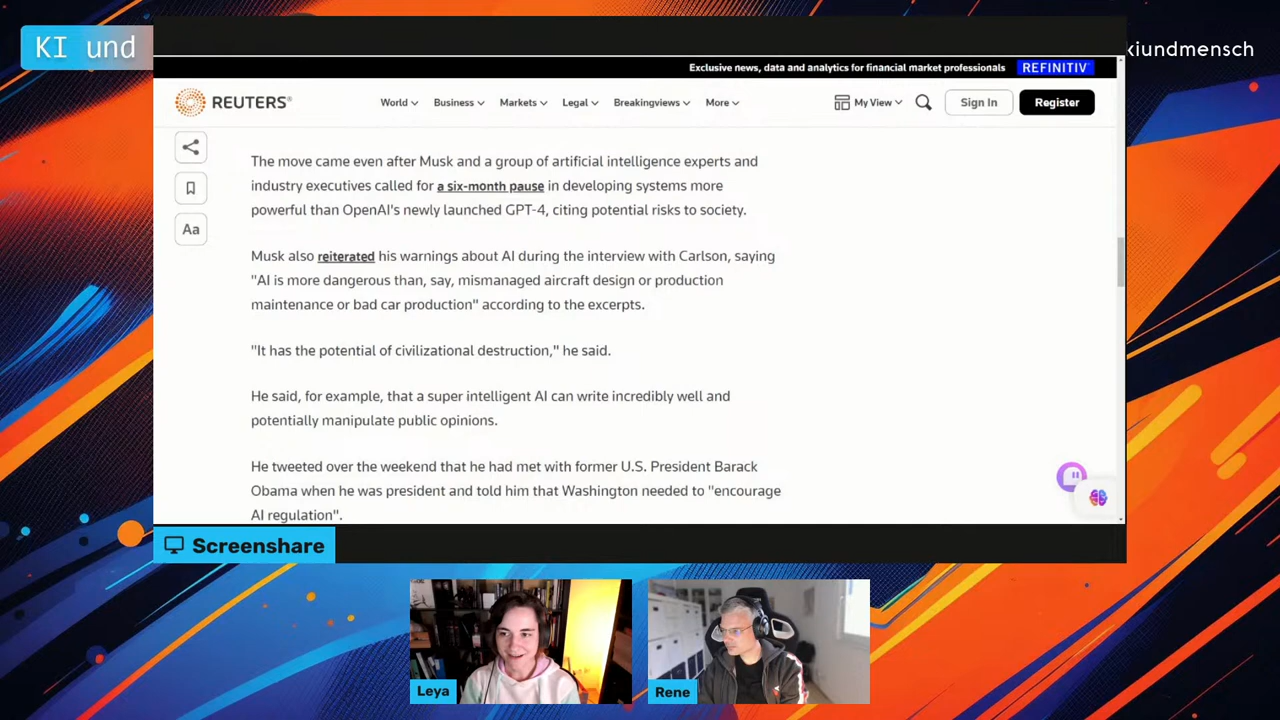 KI und
kiundmensch
Exclusive news, data and analytics for financial market professionals REFINITIV
REUTERS®
World Business Markets Legal Breakingviews More
My View Sign In Register
Aa
The move came even after Musk and a group of artificial intelligence experts and
industry executives called for a six-month pause in developing systems more
powerful than OpenAI's newly launched GPT-4, citing potential risks to society.
Musk also reiterated his warnings about AI during the interview with Carlson, saying
"AI is more dangerous than, say, mismanaged aircraft design or production
maintenance or bad car production" according to the excerpts.
"It has the potential of civilizational destruction," he said.
He said, for example, that a super intelligent AI can write incredibly well and
potentially manipulate public opinions.
He tweeted over the weekend that he had met with former U.S. President Barack
Obama when he was president and told him that Washington needed to "encourage
AI regulation".
Screenshare
Leya
Rene